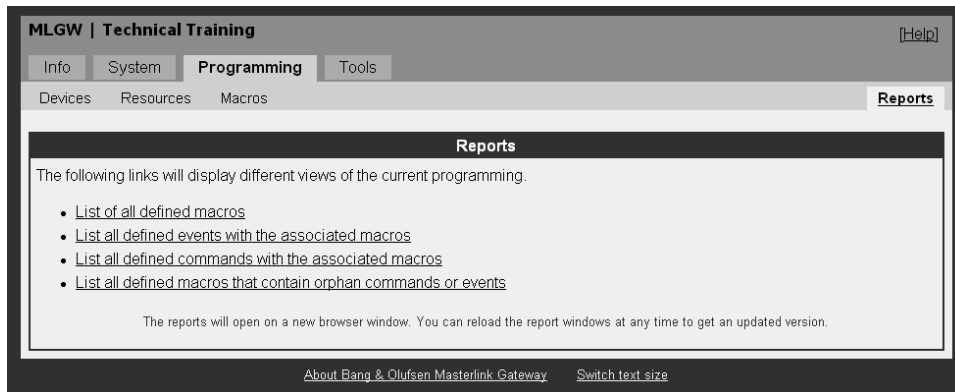 MLGW | Technical Training
[Help]
Info System Programming Tools
Devices Resources Macros Reports
Reports
The following links will display different views of the current programming.
• List of all defined macros
• List all defined events with the associated macros
• List all defined commands with the associated macros
• List all defined macros that contain orphan commands or events
The reports will open on a new browser window. You can reload the report windows at any time to get an updated version.
About Bang & Olufsen Masterlink Gateway Switch text size